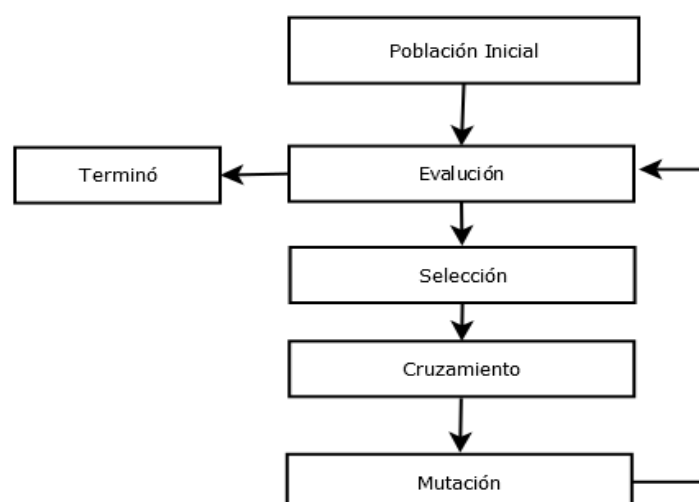 Población Inicial
Terminó
Evalución
Selección
Cruzamiento
Mutación